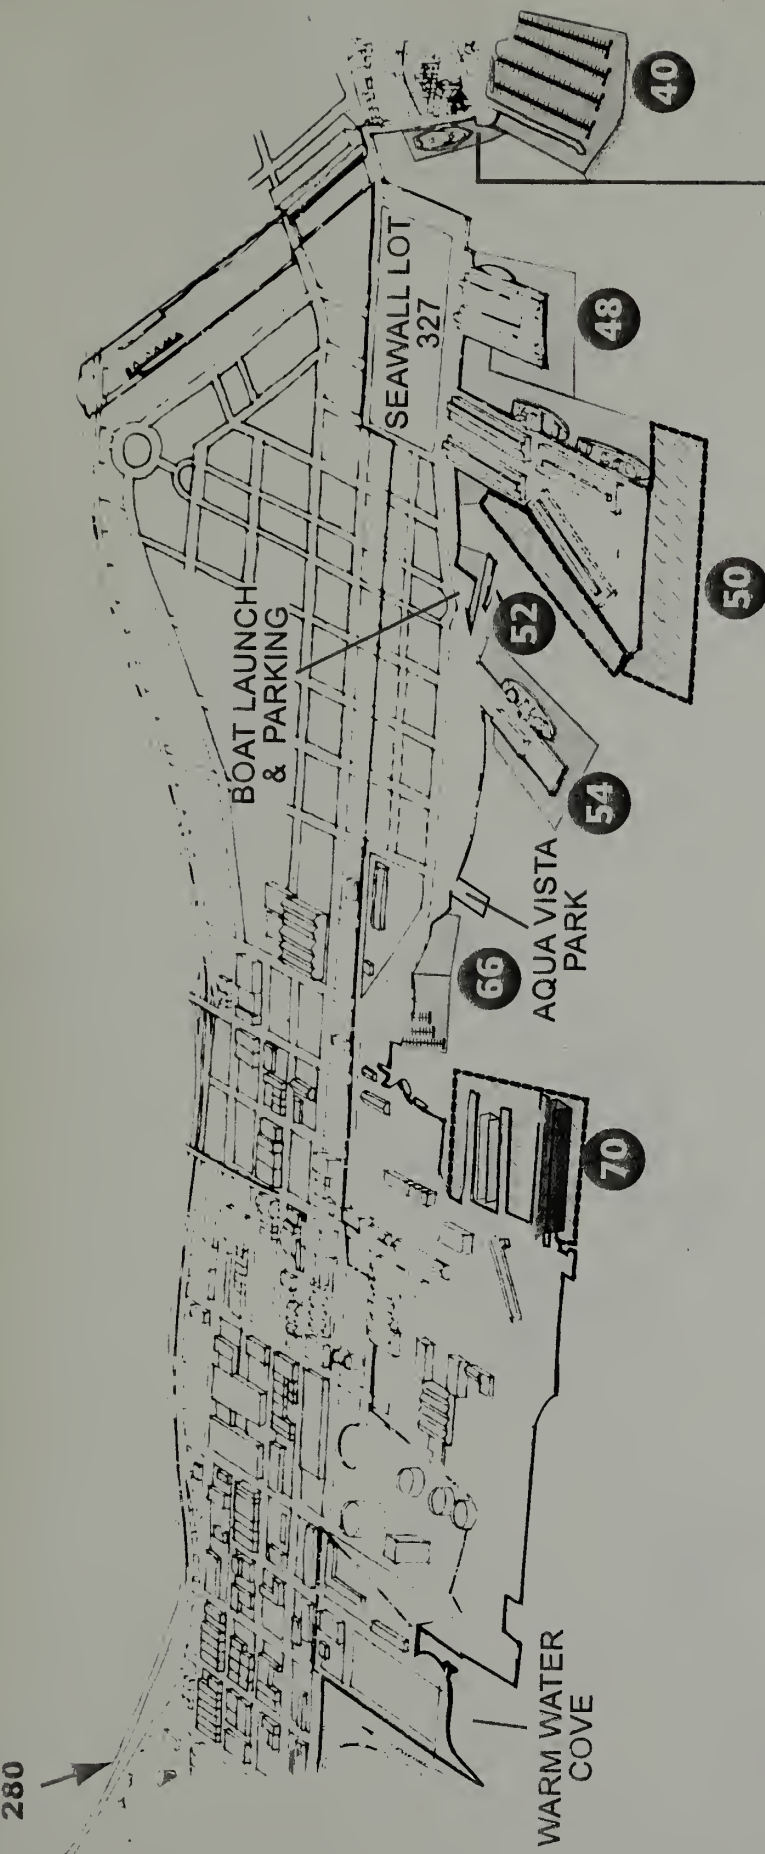 280
WARM WATER
COVE
70
66
AQUA VISTA
PARK
54
BOAT LAUNCH
& PARKING
52
50
SEAWALL LOT
327
48
40